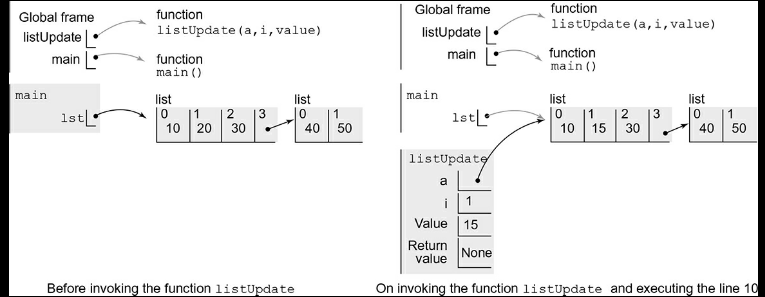 Global frame
function
listUpdate(a,i,value)
listUpdate
main
function
main()
main
lst
list
0 1 2 3
10 20 30
list
0 1
40 50
Before invoking the function listUpdate
Global frame
function
listUpdate(a,i,value)
listUpdate
main
function
main()
main
lst
list
0 1 2 3
10 15 30
list
0 1
40 50
listUpdate
a
i 1
Value 15
Return
value None
On invoking the function listUpdate and executing the line 10